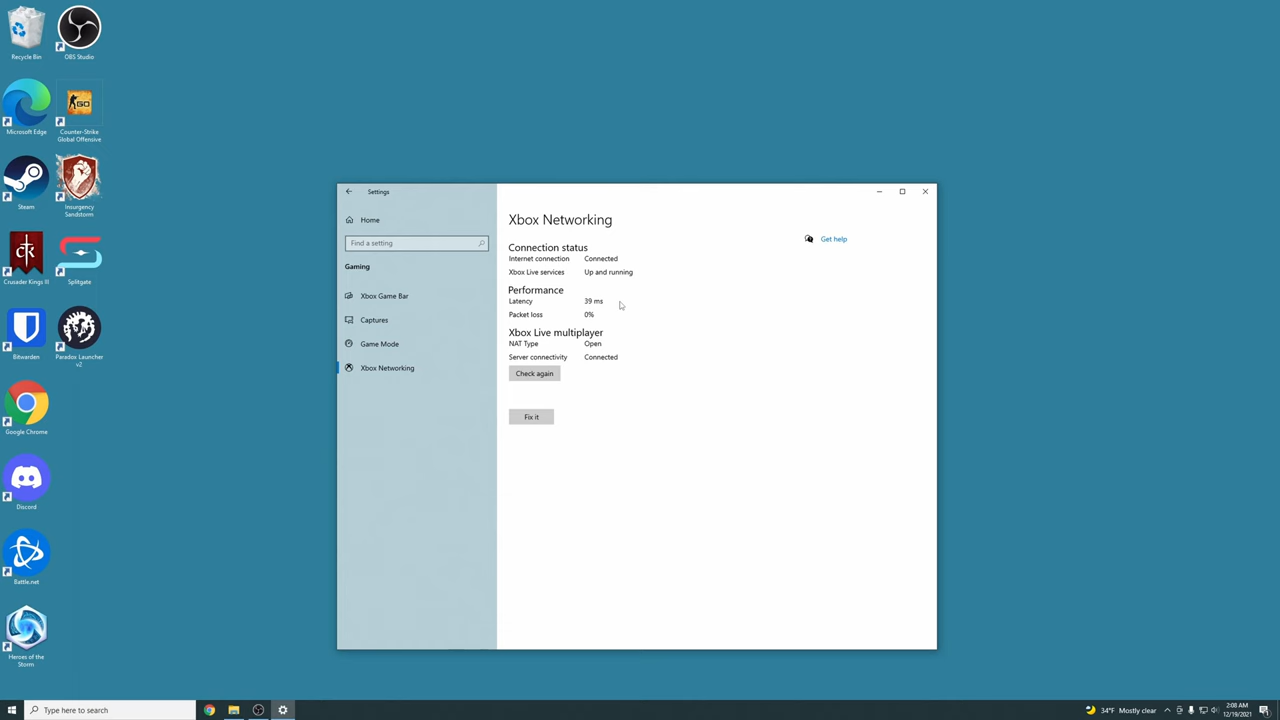 Recycle Bin
OBS Studio
Microsoft Edge
GO
Counter-Strike
Global Offensive
Steam
Insurgency
Sandstorm
Crusader Kings III
Splitgate
Bitwarden
Paradox Launcher
v2
Google Chrome
Discord
Battle.net
Heroes of the
Storm
Settings
Home
Find a setting
Gaming
Xbox Game Bar
Captures
Game Mode
Xbox Networking
Xbox Networking
Connection status
Internet connection Connected
Xbox Live services Up and running
Performance
Latency 39 ms
Packet loss 0%
Xbox Live multiplayer
NAT Type Open
Server connectivity Connected
Check again
Fix it
Get help
Type here to search
34°F Mostly clear
2:08 AM
12/19/2021